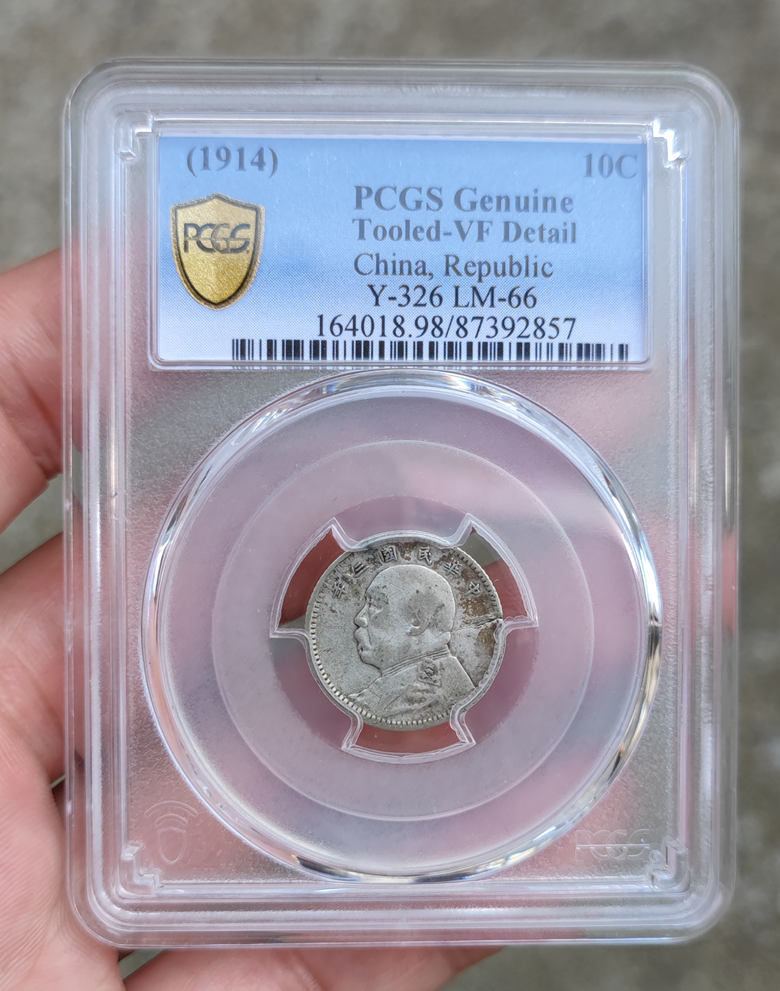 (1914) 10C
PCGS
PCGS Genuine
Tooled-VF Detail
China, Republic
Y-326 LM-66
164018.98/87392857
年三國民華中
PCGS